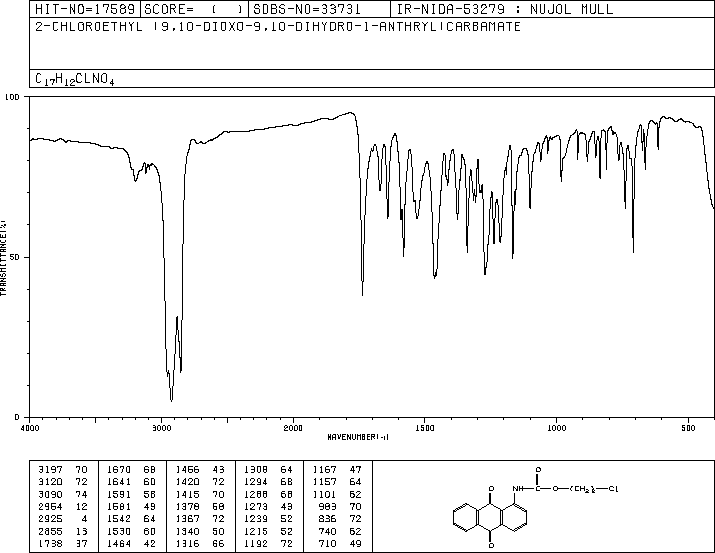 HIT-NO=17589 SCORE= ( ) SDBS-NO=33731 IR-NIDA-53279 : NUJOL MULL
2-CHLOROETHYL (9,10-DIOXO-9,10-DIHYDRO-1-ANTHRYL)CARBAMATE
C17H12CLNO4
100
50
0
TRANSMITTANCE(%)
4000 3000 2000 1500 1000 500
WAVENUMBER(-1)
3197 70 1670 68 1456 43 1308 64 1167 47
3120 72 1641 60 1420 72 1294 68 1157 64
3090 74 1591 58 1415 70 1288 68 1101 62
2954 12 1581 49 1378 58 1273 43 983 70
2925 4 1542 64 1367 72 1239 52 836 72
2855 13 1530 60 1340 50 1215 52 740 62
1738 37 1464 42 1316 66 1192 72 710 49
O
O NH C O (CH2)2 Cl
O